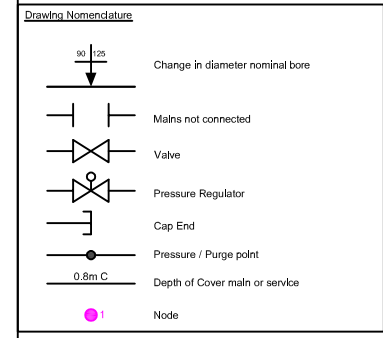 Drawing Nomenclature
90 125
Change in diameter nominal bore
Mains not connected
Valve
Pressure Regulator
Cap End
Pressure / Purge point
0.8m C
Depth of Cover main or service
1
Node